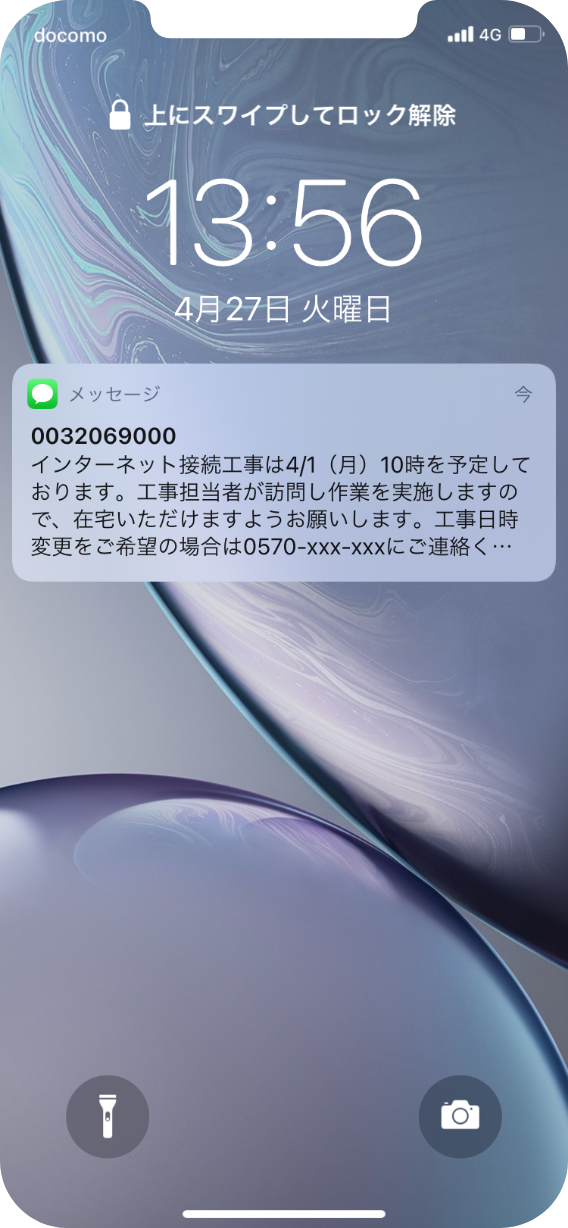 docomo 4G
上にスワイプしてロック解除
13:56
4月27日 火曜日
メッセージ 今
0032069000
インターネット接続工事は4/1（月）10時を予定して
おります。工事担当者が訪問し作業を実施しますの
で、在宅いただけますようお願いします。工事日時
変更をご希望の場合は0570-xxx-xxxにご連絡く…